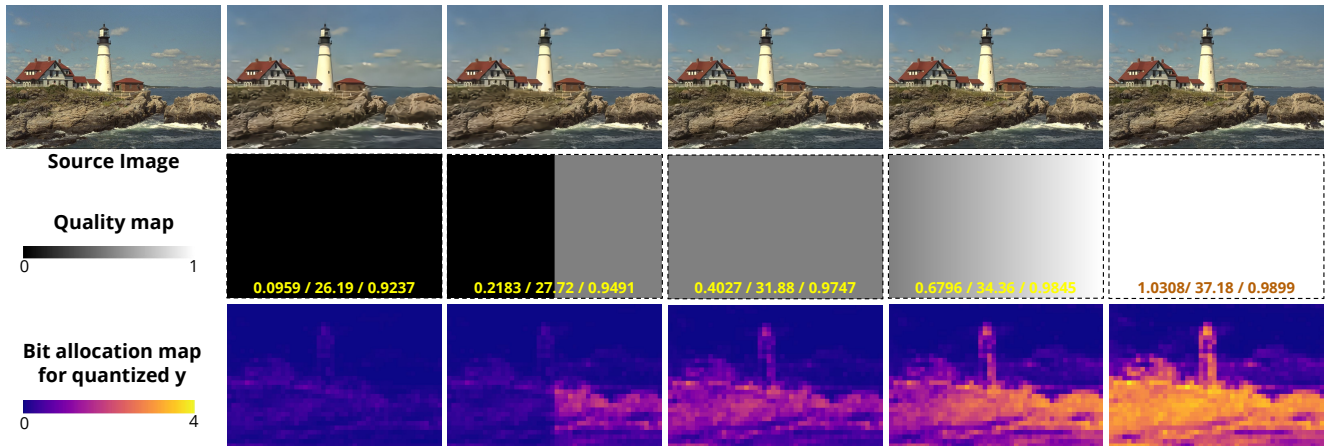 Source Image
Quality map
0 1
0.0959 / 26.19 / 0.9237
0.2183 / 27.72 / 0.9491
0.4027 / 31.88 / 0.9747
0.6796 / 34.36 / 0.9845
1.0308/ 37.18 / 0.9899
Bit allocation map
for quantized y
0 4